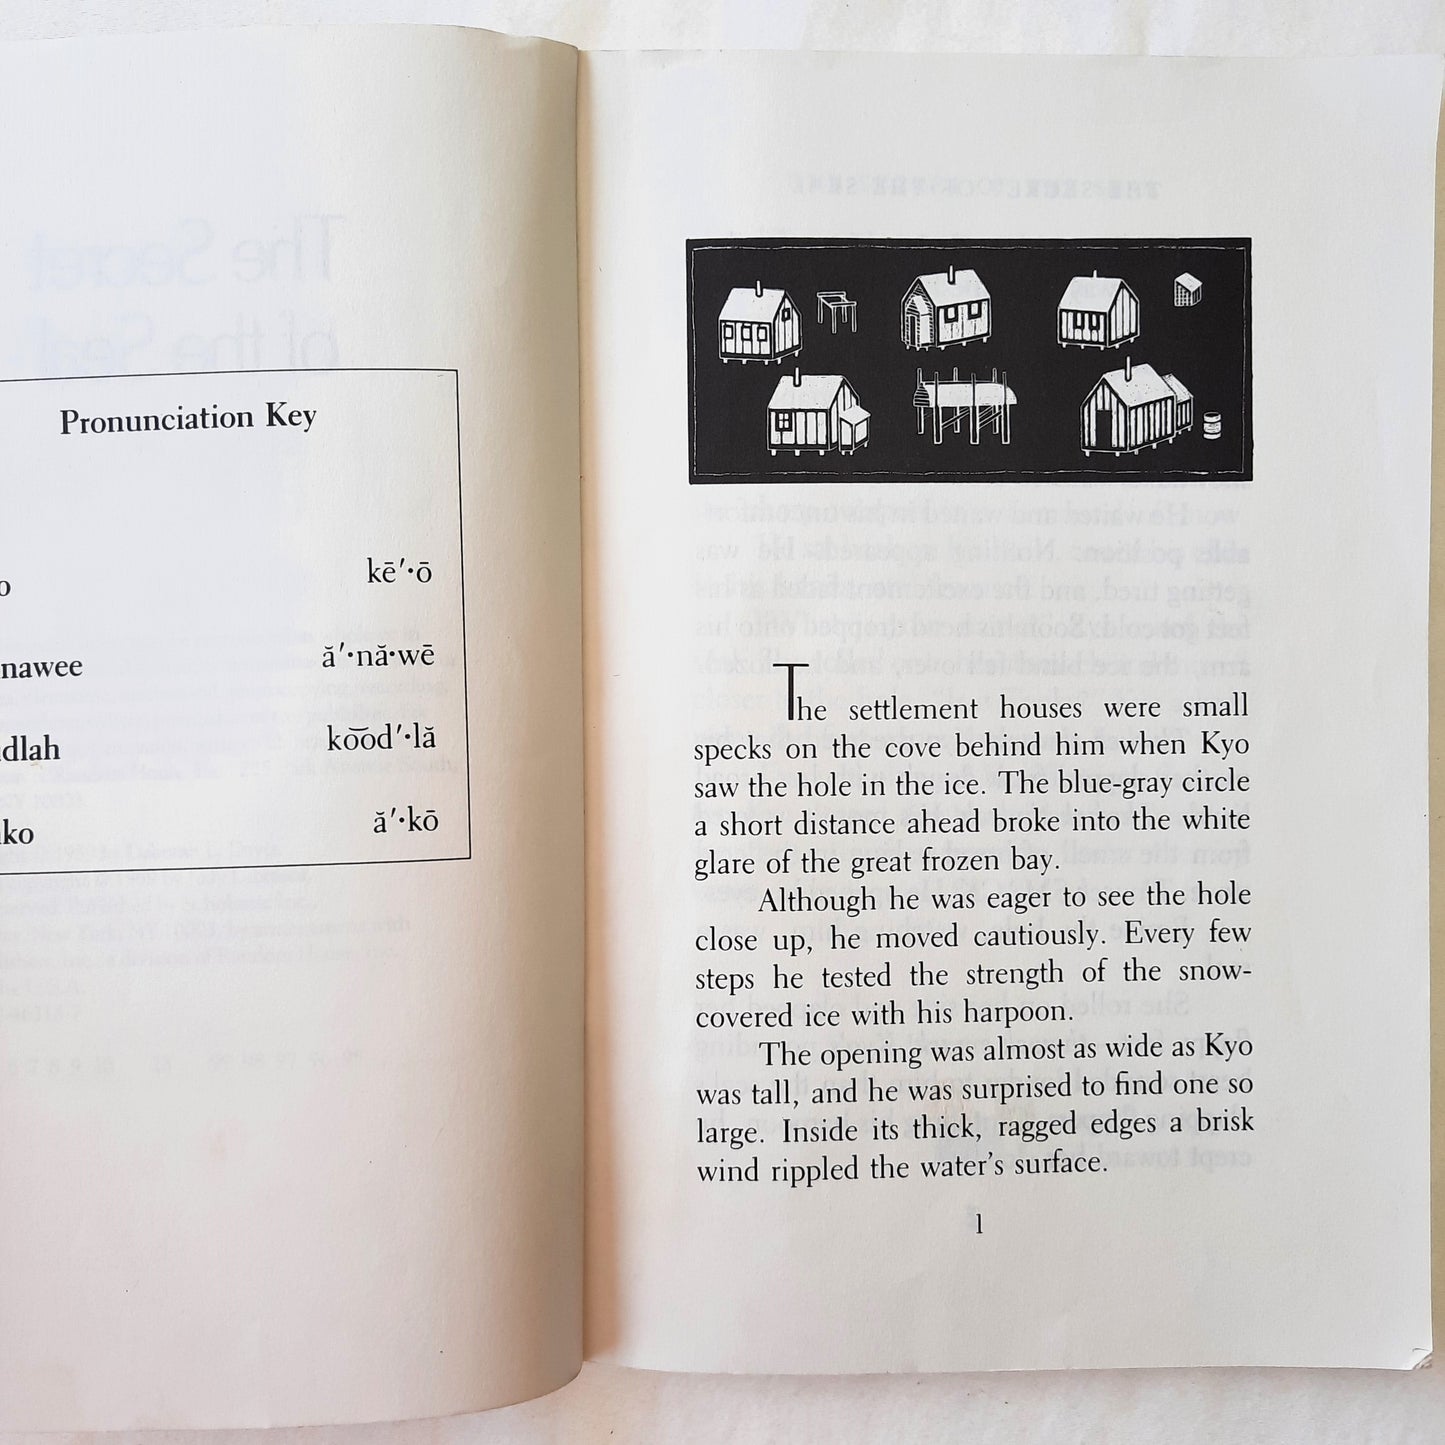 Pronunciation Key
o kē′·ō
nawee ă′·nă·wē
dlah ko͞od′·lă
ko ă′·kō
The settlement houses were small
specks on the cove behind him when Kyo
saw the hole in the ice. The blue-gray circle
a short distance ahead broke into the white
glare of the great frozen bay.
Although he was eager to see the hole
close up, he moved cautiously. Every few
steps he tested the strength of the snow-
covered ice with his harpoon.
The opening was almost as wide as Kyo
was tall, and he was surprised to find one so
large. Inside its thick, ragged edges a brisk
wind rippled the water's surface.
1